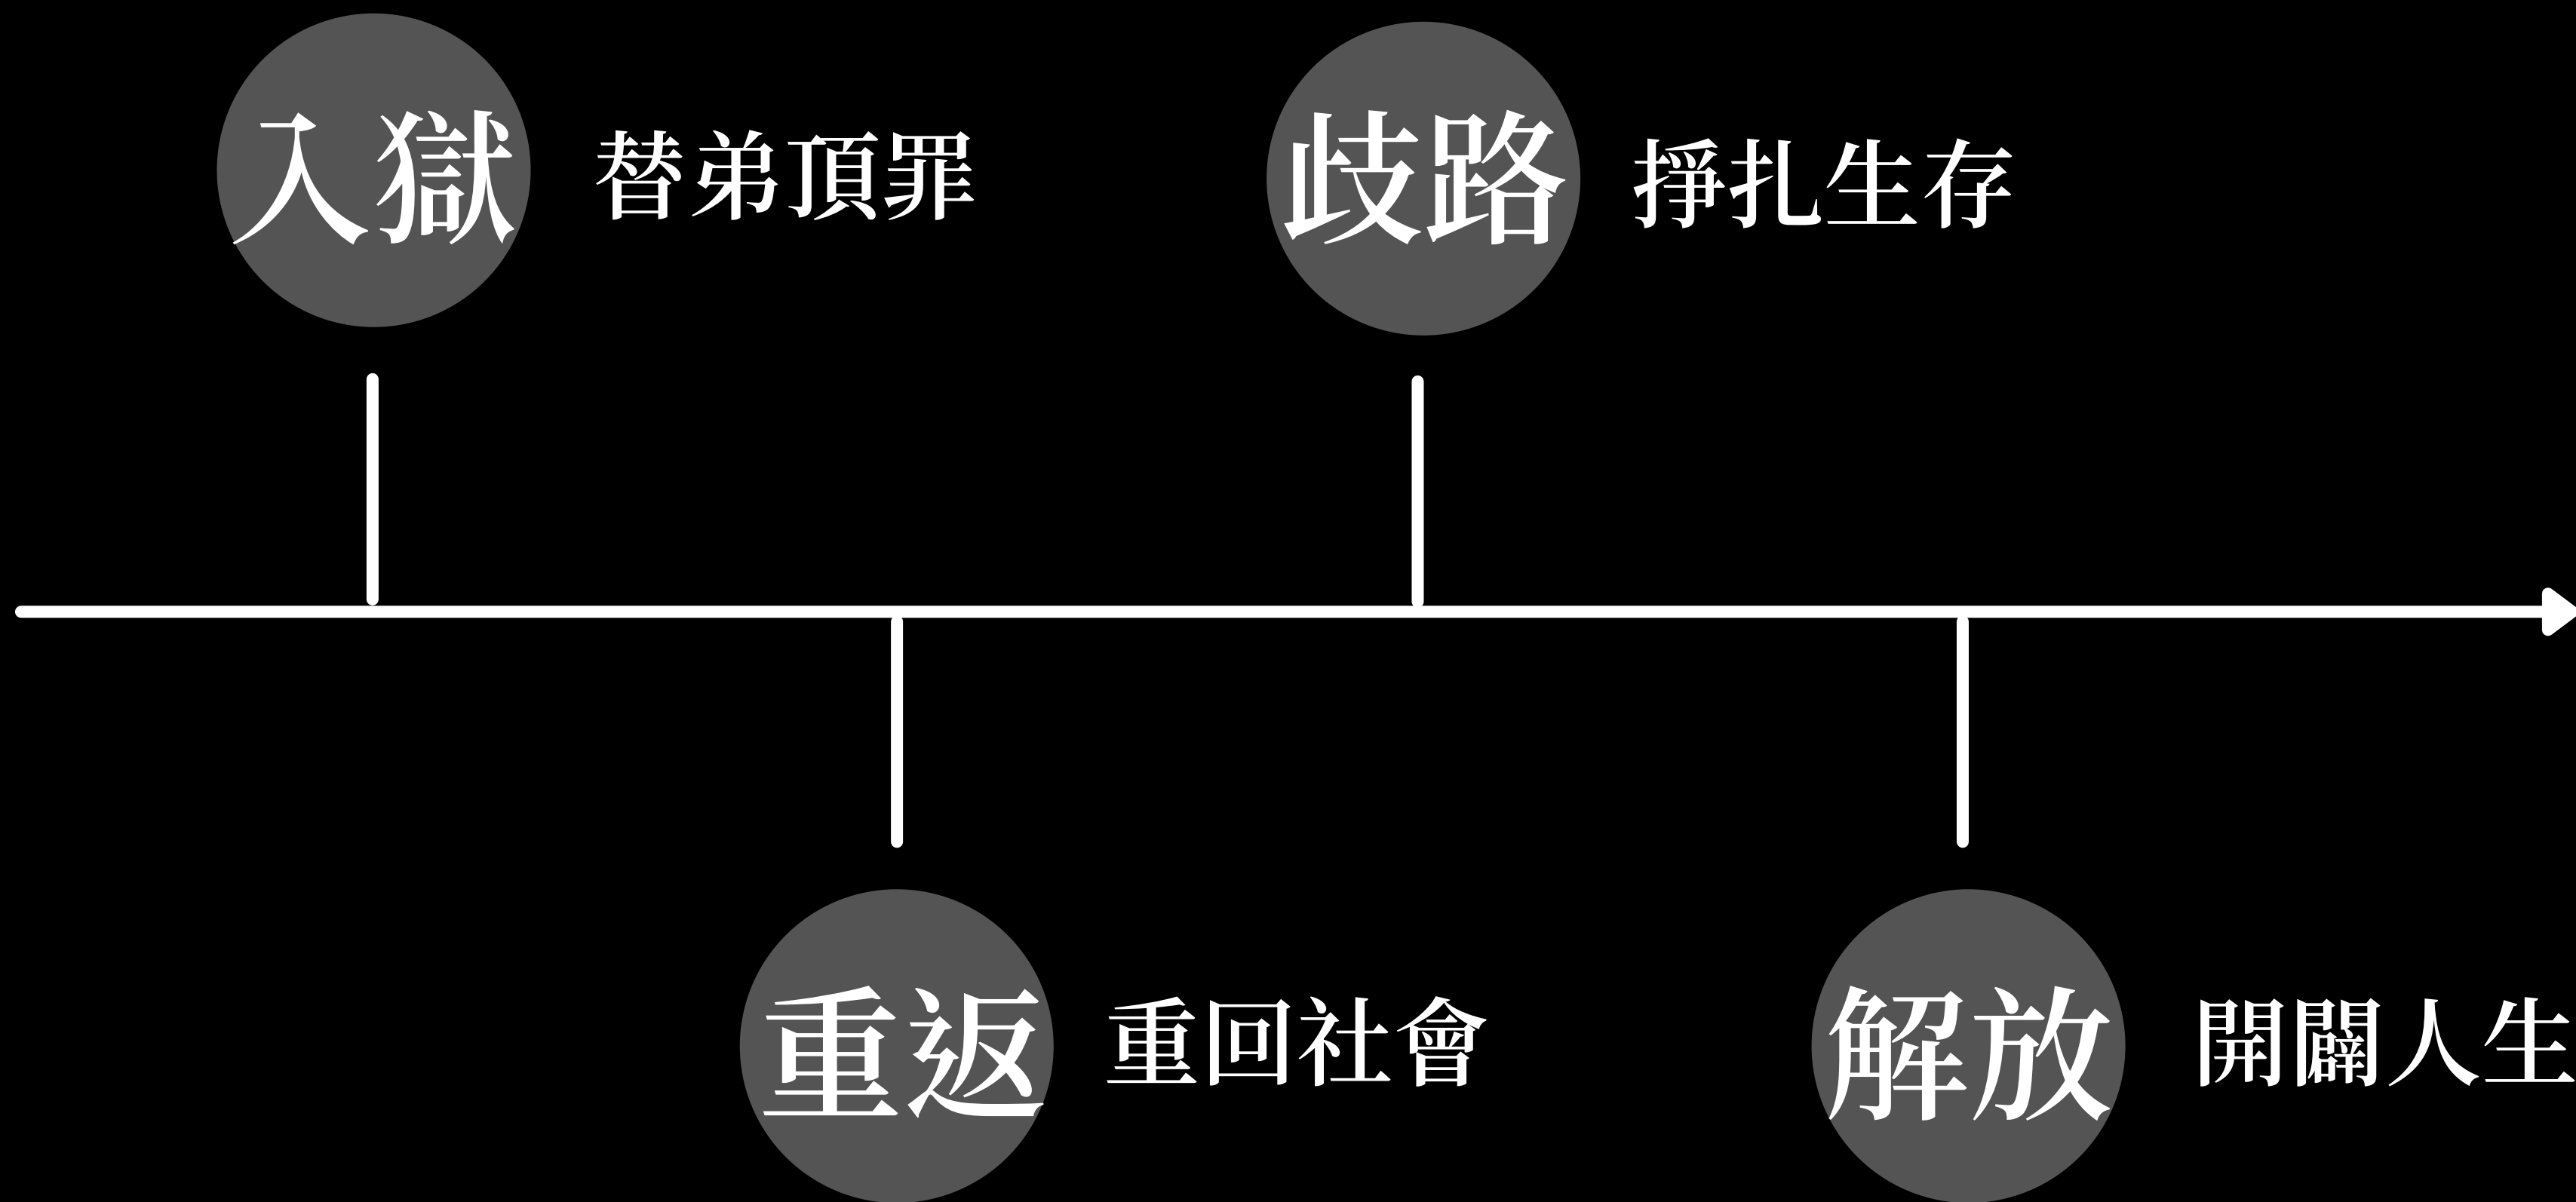 入獄
替弟頂罪
歧路
掙扎生存
重返
重回社會
解放
開闢人生